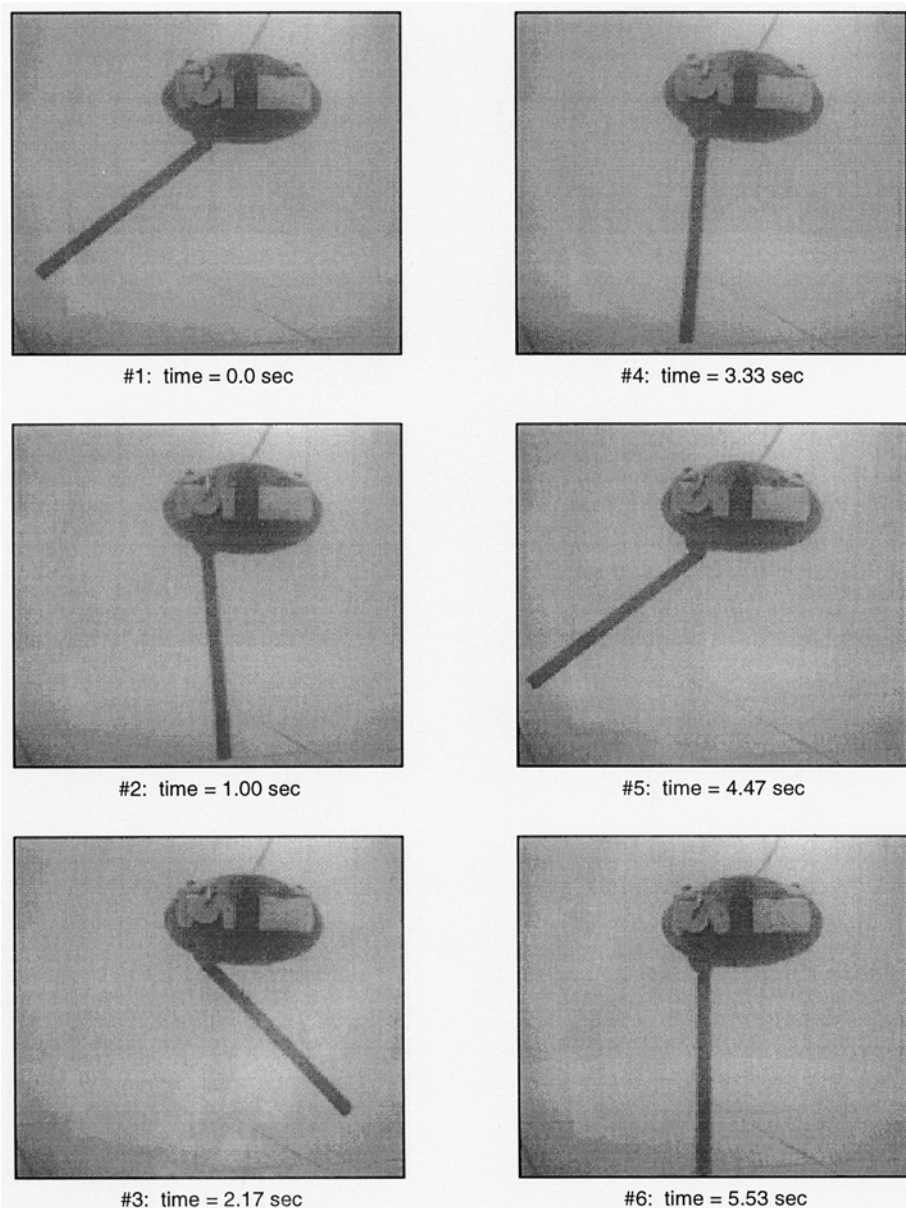 #1: time = 0.0 sec
#4: time = 3.33 sec
#2: time = 1.00 sec
#5: time = 4.47 sec
#3: time = 2.17 sec
#6: time = 5.53 sec